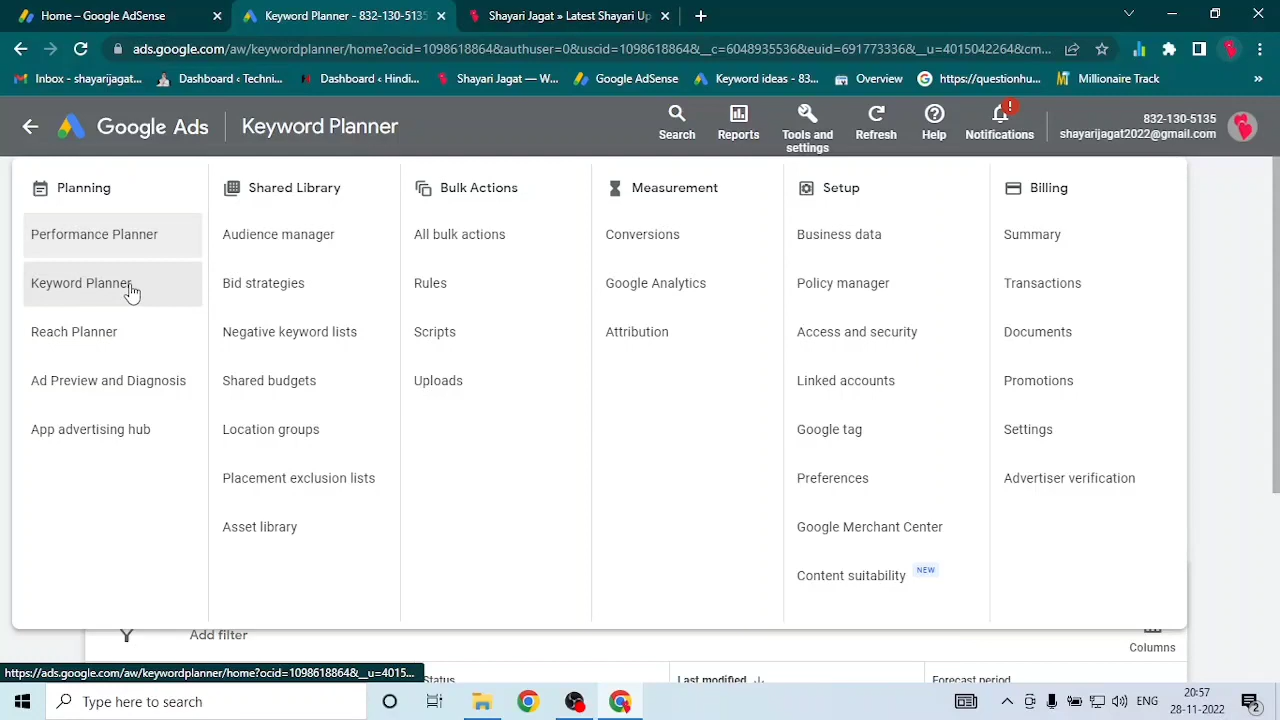 Home – Google AdSense
Keyword Planner - 832-130-5135
Shayari Jagat » Latest Shayari Up
ads.google.com/aw/keywordplanner/home?ocid=1098618864&authuser=0&uscid=1098618864&__c=6048935536&euid=691773336&__u=4015042264&cm...
Inbox - shayarijagat...
Dashboard ‹ Techni...
Dashboard ‹ Hindi...
Shayari Jagat — W...
Google AdSense
Keyword ideas - 83...
Overview
https://questionhu...
Millionaire Track
»
Google Ads
Keyword Planner
Search
Reports
Tools and
settings
Refresh
Help
Notifications
!
832-130-5135
shayarijagat2022@gmail.com
Planning
Performance Planner
Keyword Planner
Reach Planner
Ad Preview and Diagnosis
App advertising hub
Shared Library
Audience manager
Bid strategies
Negative keyword lists
Shared budgets
Location groups
Placement exclusion lists
Asset library
Bulk Actions
All bulk actions
Rules
Scripts
Uploads
Measurement
Conversions
Google Analytics
Attribution
Setup
Business data
Policy manager
Access and security
Linked accounts
Google tag
Preferences
Google Merchant Center
Content suitability NEW
Billing
Summary
Transactions
Documents
Promotions
Settings
Advertiser verification
Add filter
Columns
Status
Last modified
Forecast period
https://ads.google.com/aw/keywordplanner/home?ocid=1098618864&__u=4015...
Type here to search
ENG
20:57
28-11-2022
2